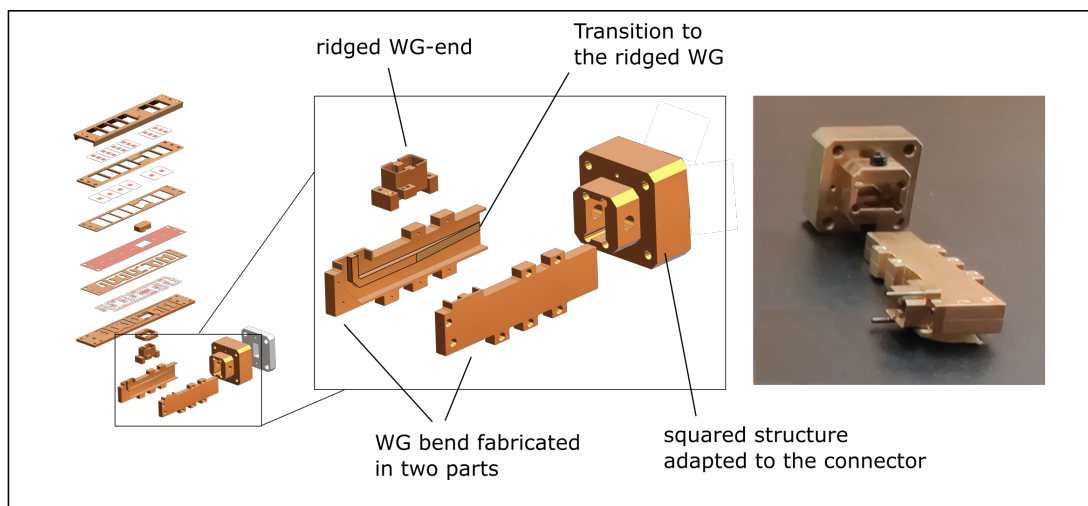 ridged WG-end
Transition to
the ridged WG
WG bend fabricated
in two parts
squared structure
adapted to the connector